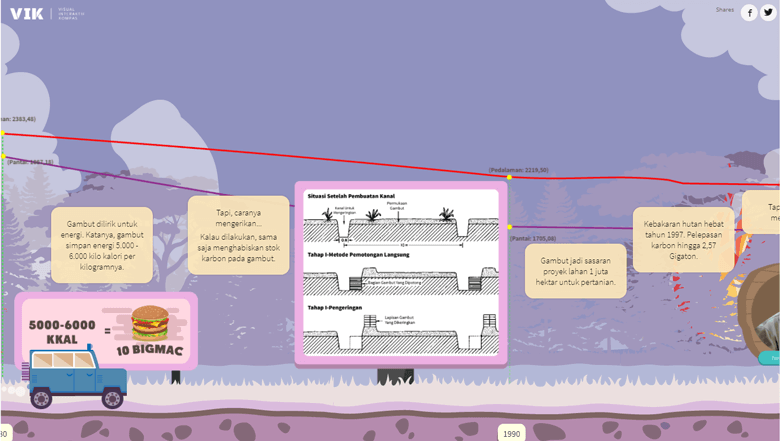 VIK
VISUAL
INTERAKTIF
KOMPAS
Shares
2383,48)
(Pantai:
(Pedalaman: 2219,50)
(Pantai: 1705,98)
Gambut dilirik untuk
energi. Katanya, gambut
simpan energi 5.000 -
6.000 kilo kalori per
kilogramnya.
Tapi, caranya
mengerikan...
Kalau dilakukan, sama
saja menghabiskan stok
karbon pada gambut.
5000-6000
KKAL
=
10 BIGMAC
Situasi Setelah Pembuatan Kanal
Permukaan
Gambut
Tahap I-Metode Pemotongan Langsung
Bagian Gambut Yang Dipotong
Tahap I-Pengeringan
Lapisan Gambut
Yang Dikeringkan
Gambut jadi sasaran
proyek lahan 1 juta
hektar untuk pertanian.
Kebakaran hutan hebat
tahun 1997. Pelepasan
karbon hingga 2,57
Gigaton.
1990